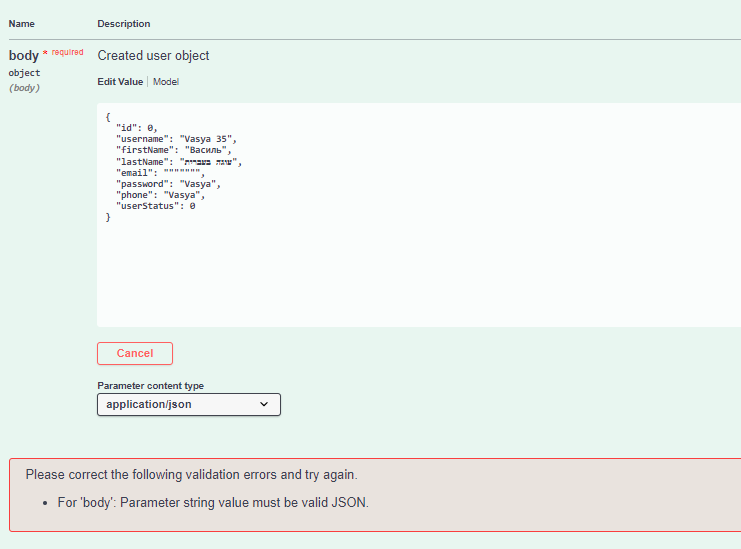 Name Description
body * required Created user object
object
(body)
Edit Value | Model
{
"id": 0,
"username": "Vasya 35",
"firstName": "Василь",
"lastName": "עוגת בעברית",
"email": """"""",
"password": "Vasya",
"phone": "Vasya",
"userStatus": 0
}
Cancel
Parameter content type
application/json
Please correct the following validation errors and try again.
• For 'body': Parameter string value must be valid JSON.